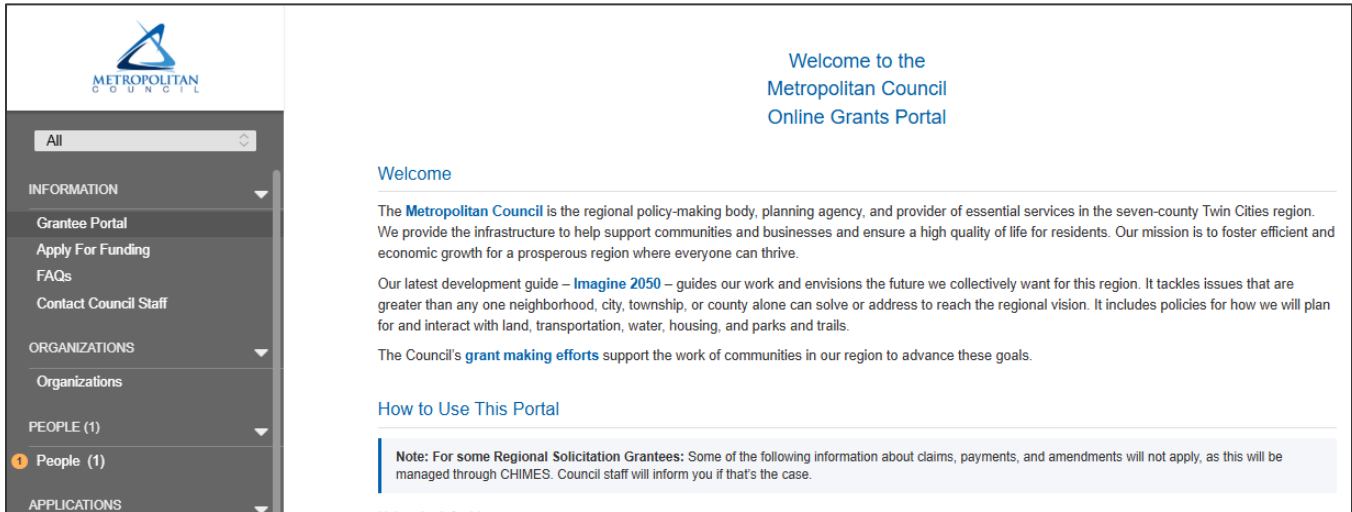 METROPOLITAN
COUNCIL
All
INFORMATION
Grantee Portal
Apply For Funding
FAQs
Contact Council Staff
ORGANIZATIONS
Organizations
PEOPLE (1)
1 People (1)
APPLICATIONS
Welcome to the
Metropolitan Council
Online Grants Portal
Welcome
The Metropolitan Council is the regional policy-making body, planning agency, and provider of essential services in the seven-county Twin Cities region.
We provide the infrastructure to help support communities and businesses and ensure a high quality of life for residents. Our mission is to foster efficient and
economic growth for a prosperous region where everyone can thrive.
Our latest development guide – Imagine 2050 – guides our work and envisions the future we collectively want for this region. It tackles issues that are
greater than any one neighborhood, city, township, or county alone can solve or address to reach the regional vision. It includes policies for how we will plan
for and interact with land, transportation, water, housing, and parks and trails.
The Council's grant making efforts support the work of communities in our region to advance these goals.
How to Use This Portal
Note: For some Regional Solicitation Grantees: Some of the following information about claims, payments, and amendments will not apply, as this will be
managed through CHIMES. Council staff will inform you if that's the case.